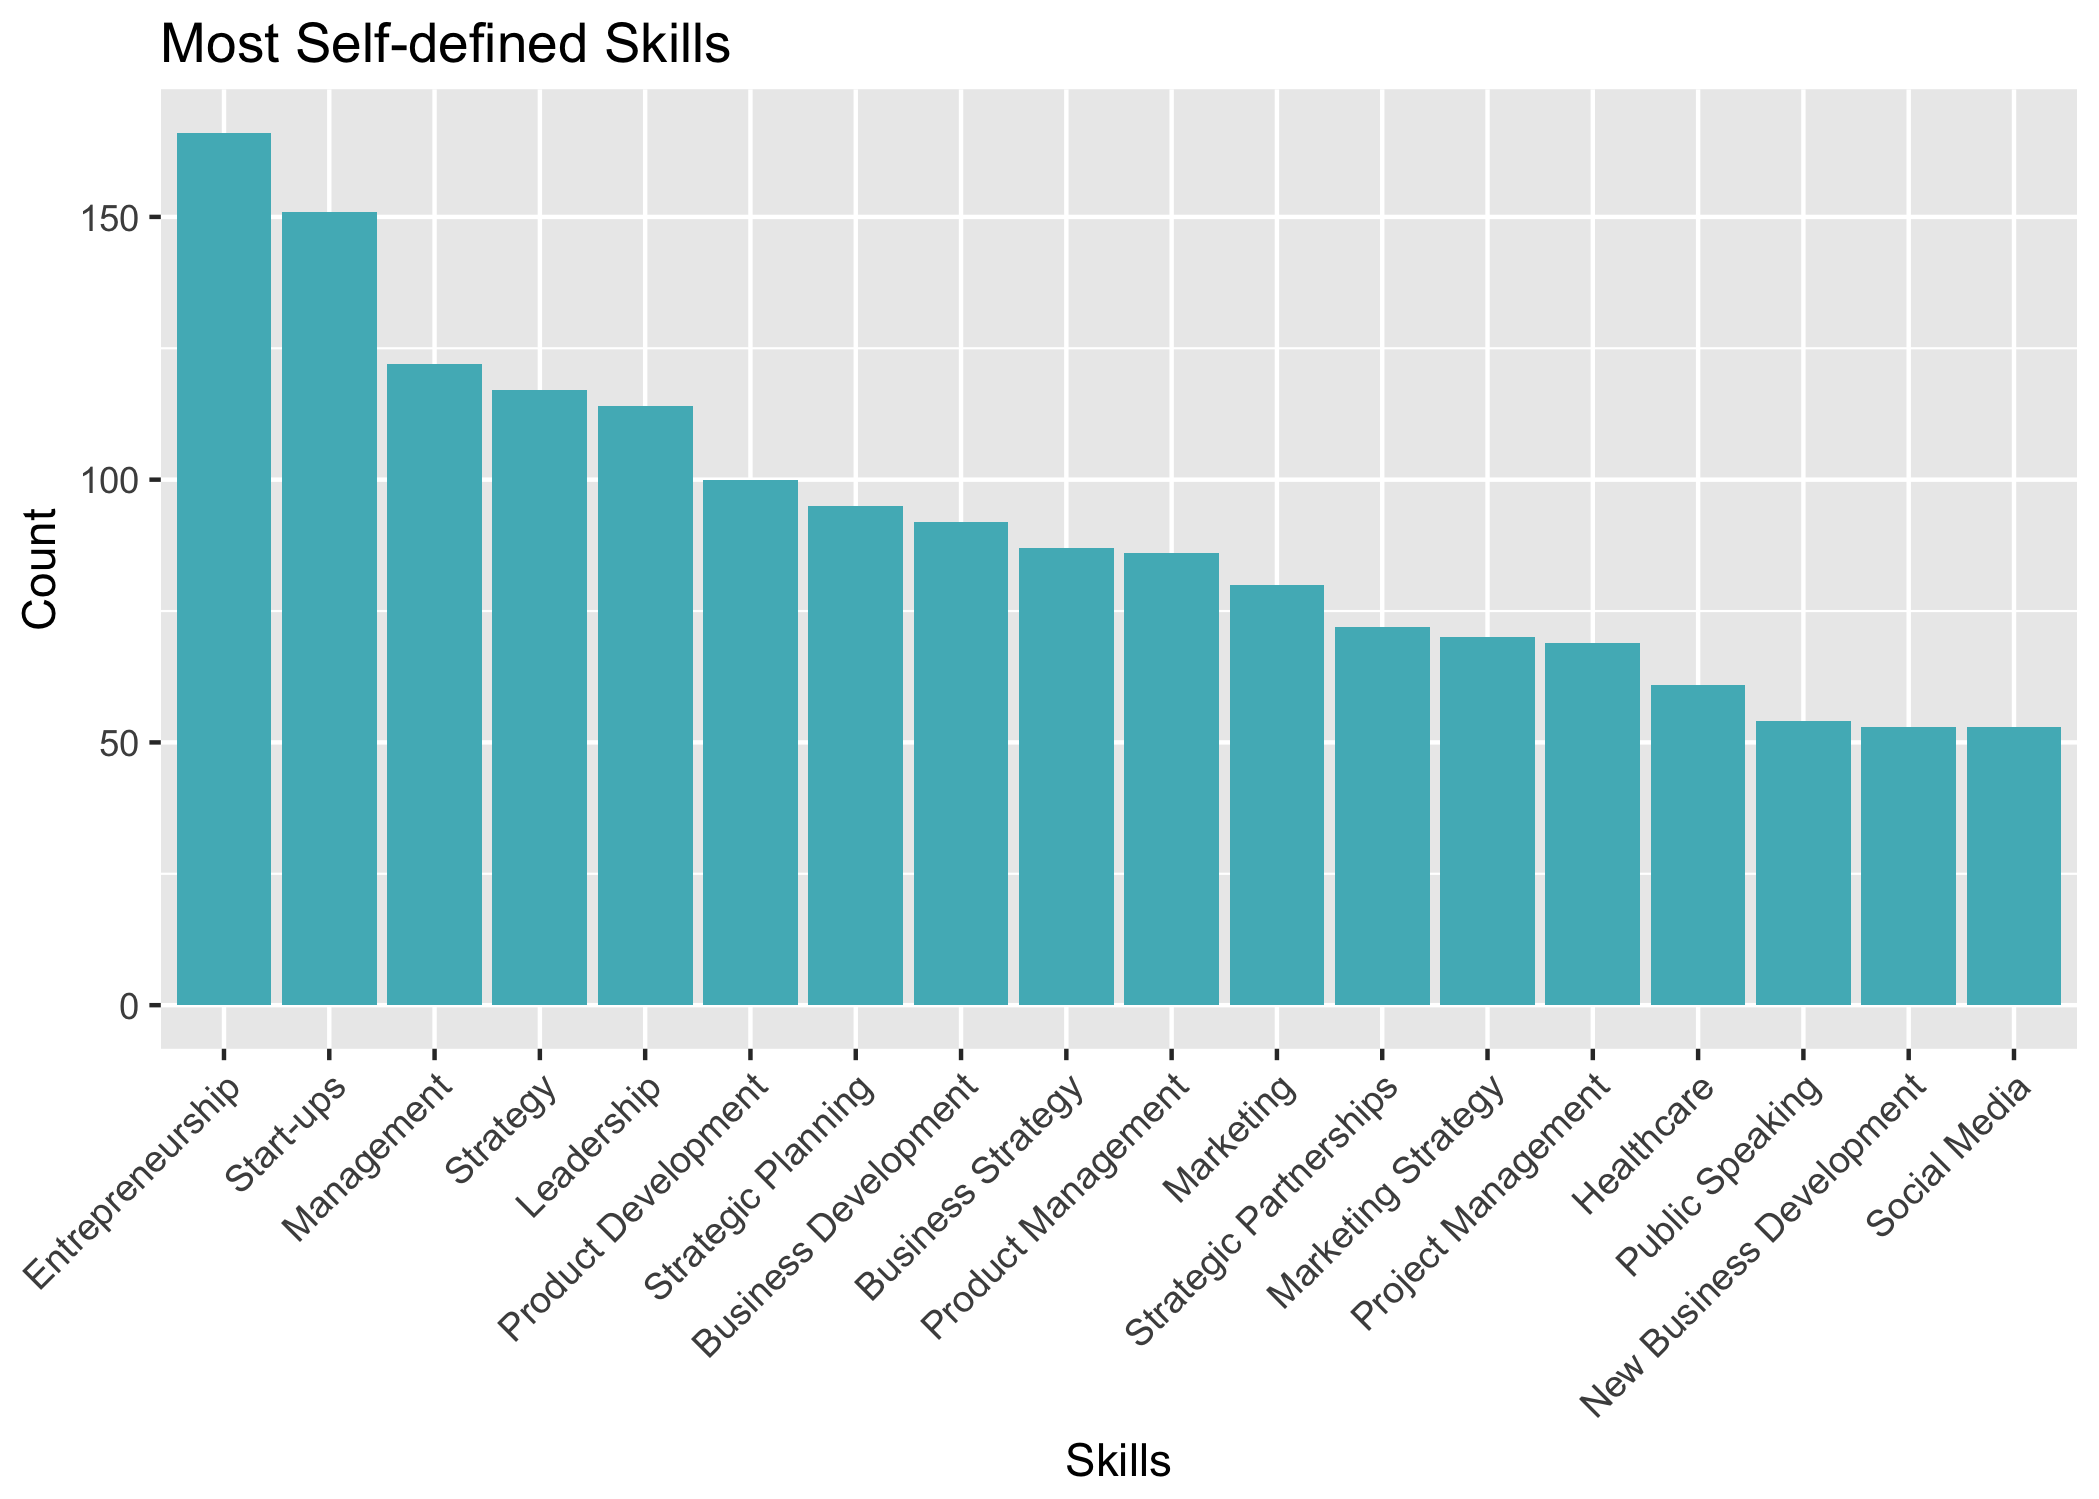 Most Self-defined Skills
Count
150
100
50
0
Entrepreneurship
Start-ups
Management
Strategy
Leadership
Product Development
Strategic Planning
Business Development
Business Strategy
Product Management
Marketing
Strategic Partnerships
Marketing Strategy
Project Management
Healthcare
Public Speaking
New Business Development
Social Media
Skills